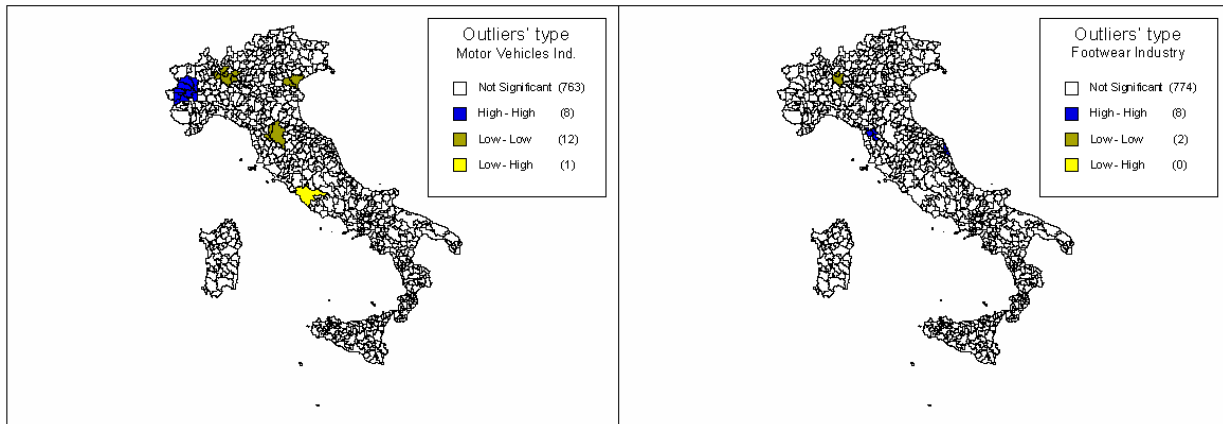 Outliers' type
Motor Vehicles Ind.
Not Significant (763)
High - High (8)
Low - Low (12)
Low - High (1)
Outliers' type
Footwear Industry
Not Significant (774)
High - High (8)
Low - Low (2)
Low - High (0)